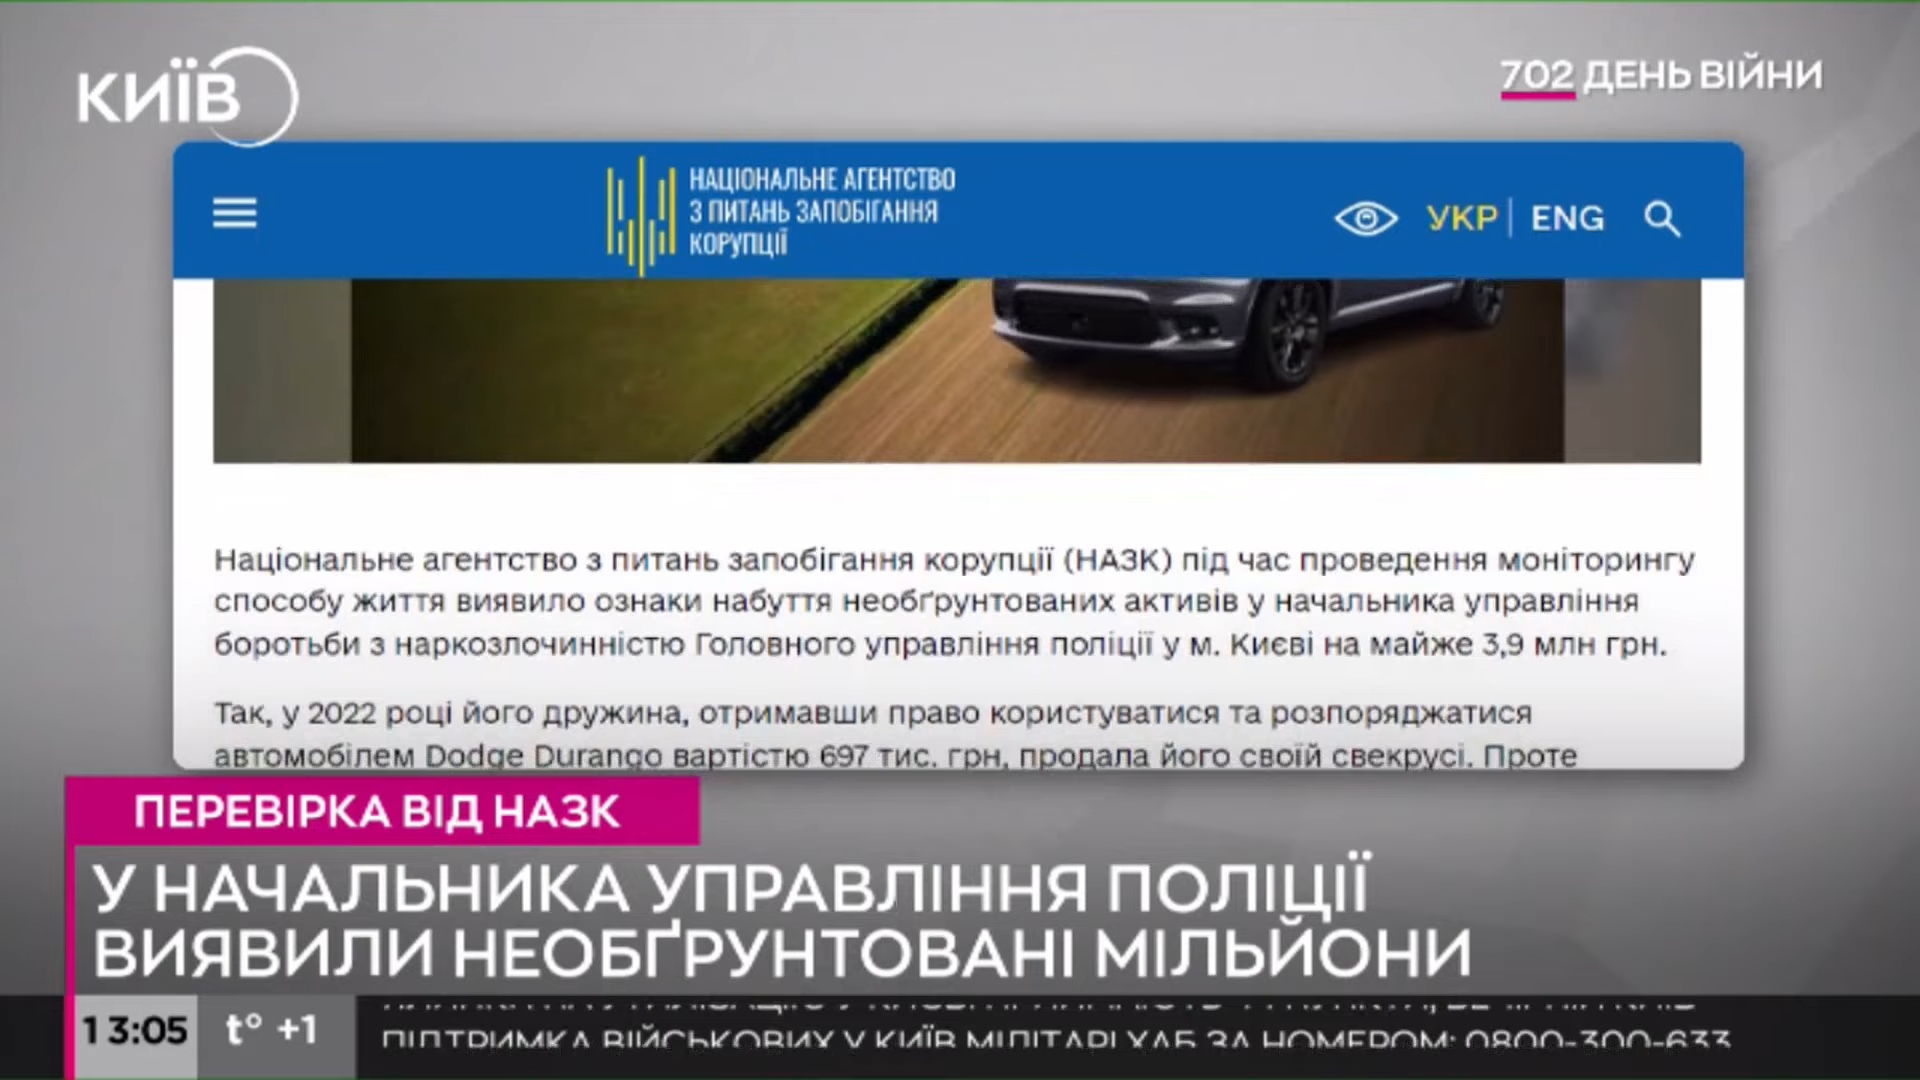 КИЇВ
702 ДЕНЬ ВІЙНИ
НАЦІОНАЛЬНЕ АГЕНТСТВО
З ПИТАНЬ ЗАПОБІГАННЯ
КОРУПЦІЇ
УКР | ENG
Національне агентство з питань запобігання корупції (НАЗК) під час проведення моніторингу
способу життя виявило ознаки набуття необґрунтованих активів у начальника управління
боротьби з наркозлочинністю Головного управління поліції у м. Києві на майже 3,9 млн грн.
Так, у 2022 році його дружина, отримавши право користуватися та розпоряджатися
автомобілем Dodge Durango вартістю 697 тис. грн, продала його своїй свекрусі. Проте
ПЕРЕВІРКА ВІД НАЗК
У НАЧАЛЬНИКА УПРАВЛІННЯ ПОЛІЦІЇ
ВИЯВИЛИ НЕОБҐРУНТОВАНІ МІЛЬЙОНИ
13:05
t° +1
ПІДТРИМКА ВІЙСЬКОВИХ У КИЇВ МІЛІТАРІ ХАБ ЗА НОМЕРОМ: 0800-300-633